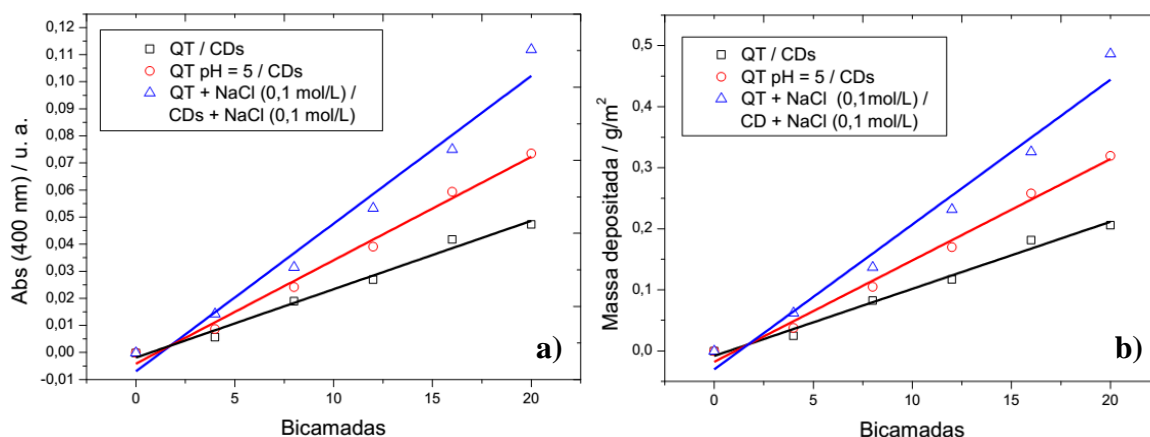 0,12
0,11
0,10
0,09
0,08
0,07
0,06
0,05
0,04
0,03
0,02
0,01
0,00
-0,01
Abs (400 nm) / u. a.
QT / CDs
QT pH = 5 / CDs
QT + NaCl (0,1 mol/L) /
CDs + NaCl (0,1 mol/L)
a)
0 5 10 15 20
Bicamadas
0,5
0,4
0,3
0,2
0,1
0,0
Massa depositada / g/m²
QT / CDs
QT pH = 5 / CDs
QT + NaCl (0,1mol/L) /
CD + NaCl (0,1 mol/L)
b)
0 5 10 15 20
Bicamadas